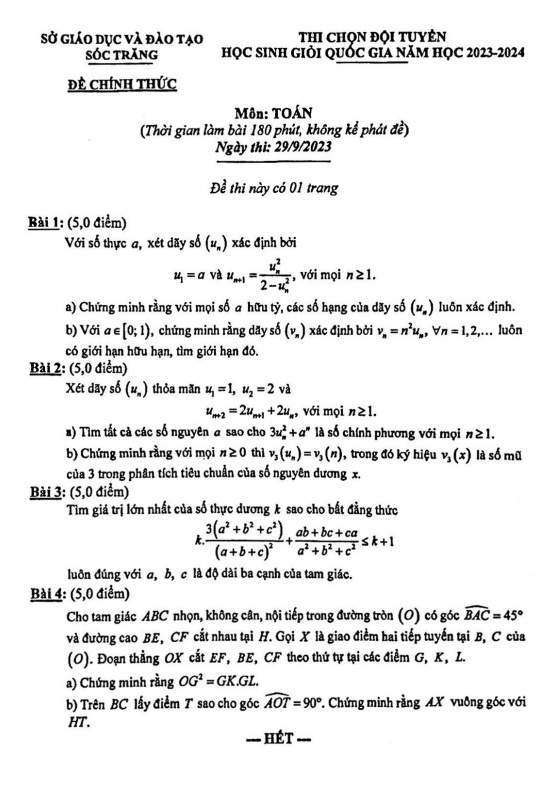 SỞ GIÁO DỤC VÀ ĐÀO TẠO
SÓC TRĂNG
ĐỀ CHÍNH THỨC
THI CHỌN ĐỘI TUYỂN
HỌC SINH GIỎI QUỐC GIA NĂM HỌC 2023-2024
Môn: TOÁN
(Thời gian làm bài 180 phút, không kể phát đề)
Ngày thi: 29/9/2023
Đề thi này có 01 trang
Bài 1: (5,0 điểm)
Với số thực a, xét dãy số (u_n) xác định bởi
u_1 = a và u_{n+1} = \frac{u_n^2}{2 - u_n^2}, với mọi n ≥ 1.
a) Chứng minh rằng với mọi số a hữu tỷ, các số hạng của dãy số (u_n) luôn xác định.
b) Với a ∈ [0; 1), chứng minh rằng dãy số (v_n) xác định bởi v_n = n^2 u_n, ∀n = 1, 2,... luôn
có giới hạn hữu hạn, tìm giới hạn đó.
Bài 2: (5,0 điểm)
Xét dãy số (u_n) thỏa mãn u_1 = 1, u_2 = 2 và
u_{n+2} = 2u_{n+1} + 2u_n, với mọi n ≥ 1.
a) Tìm tất cả các số nguyên a sao cho 3u_n^2 + a^n là số chính phương với mọi n ≥ 1.
b) Chứng minh rằng với mọi n ≥ 0 thì v_3(u_n) = v_3(n), trong đó ký hiệu v_3(x) là số mũ
của 3 trong phân tích tiêu chuẩn của số nguyên dương x.
Bài 3: (5,0 điểm)
Tìm giá trị lớn nhất của số thực dương k sao cho bất đẳng thức
k.\frac{3(a^2 + b^2 + c^2)}{(a + b + c)^2} + \frac{ab + bc + ca}{a^2 + b^2 + c^2} ≤ k + 1
luôn đúng với a, b, c là độ dài ba cạnh của tam giác.
Bài 4: (5,0 điểm)
Cho tam giác ABC nhọn, không cân, nội tiếp trong đường tròn (O) có góc \widehat{BAC} = 45°
và đường cao BE, CF cắt nhau tại H. Gọi X là giao điểm hai tiếp tuyến tại B, C của
(O). Đoạn thẳng OX cắt EF, BE, CF theo thứ tự tại các điểm G, K, L.
a) Chứng minh rằng OG^2 = GK.GL.
b) Trên BC lấy điểm T sao cho góc \widehat{AOT} = 90°. Chứng minh rằng AX vuông góc với
HT.
--- HẾT ---